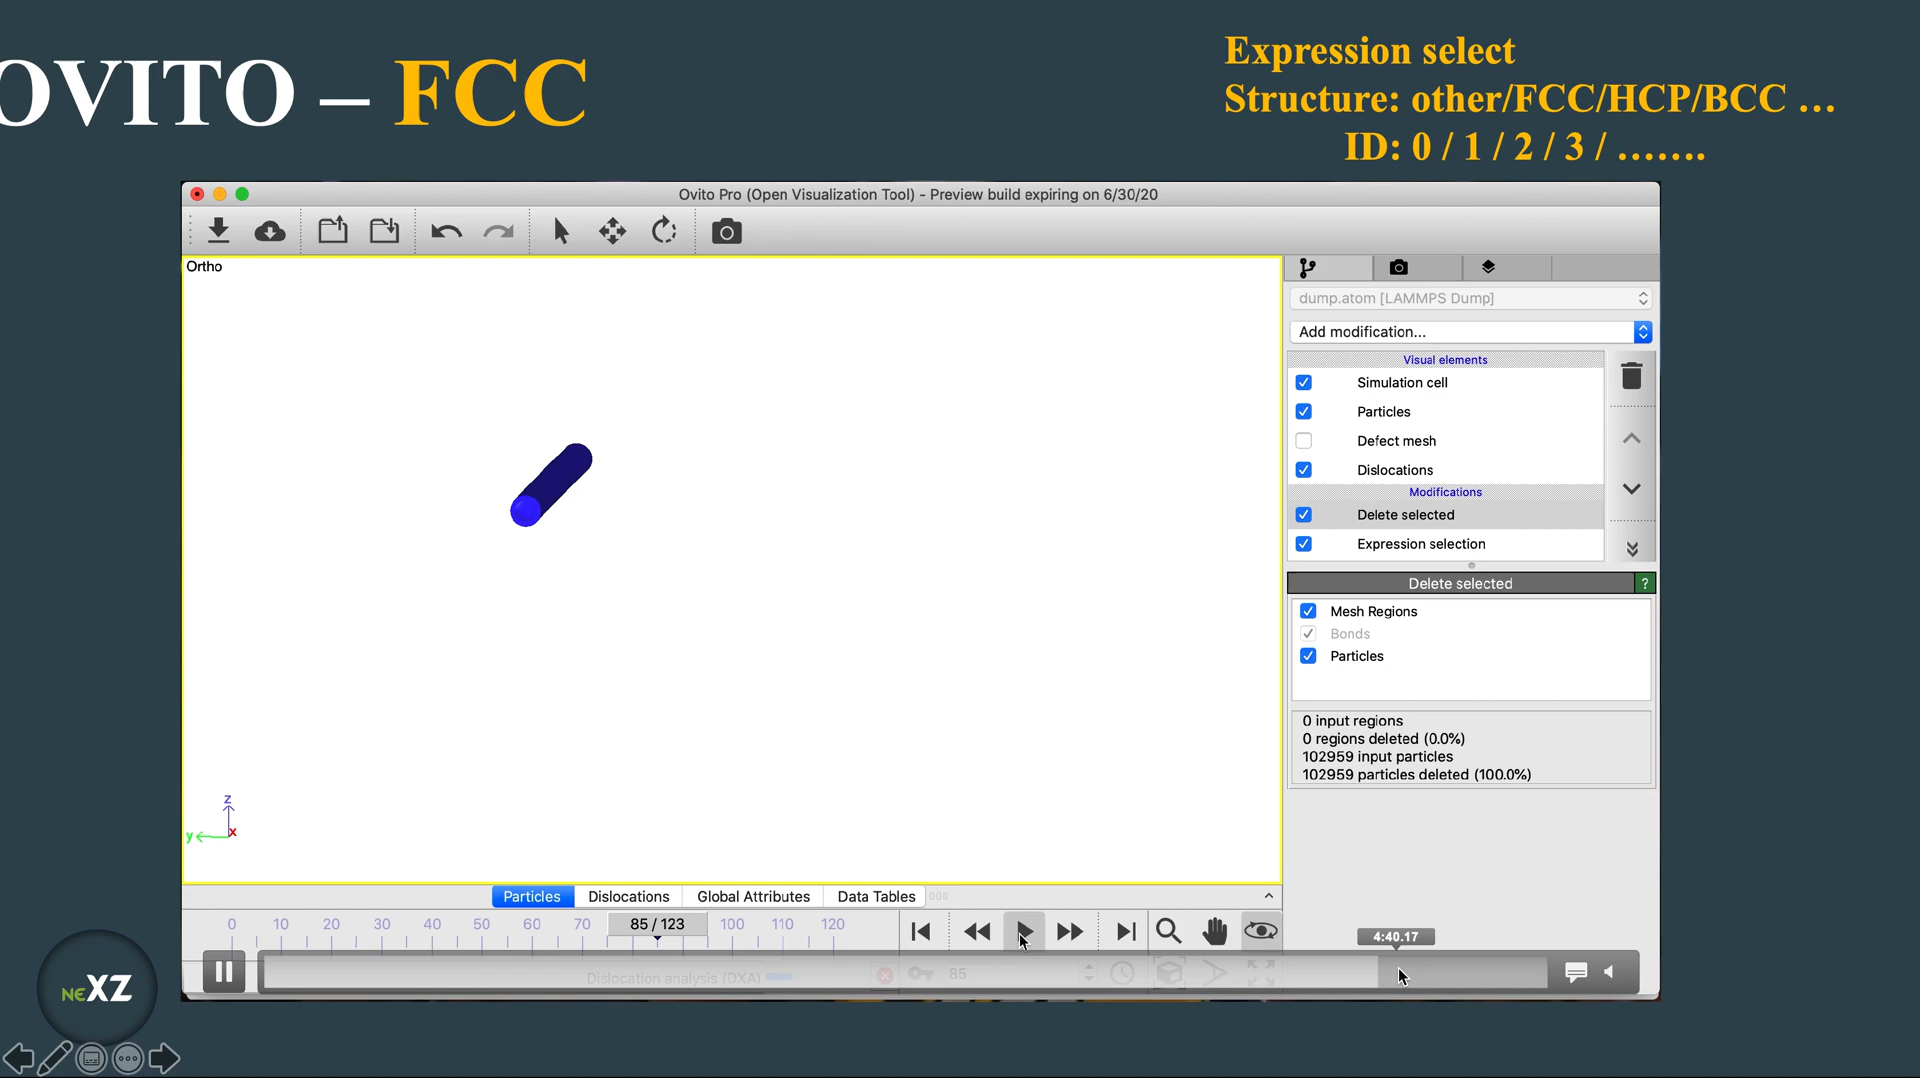 OVITO – FCC
Expression select
Structure: other/FCC/HCP/BCC ...
ID: 0 / 1 / 2 / 3 / .......
Ovito Pro (Open Visualization Tool) - Preview build expiring on 6/30/20
Ortho
dump.atom [LAMMPS Dump]
Add modification...
Visual elements
Simulation cell
Particles
Defect mesh
Dislocations
Modifications
Delete selected
Expression selection
Delete selected ?
Mesh Regions
Bonds
Particles
0 input regions
0 regions deleted (0.0%)
102959 input particles
102959 particles deleted (100.0%)
z
y x
Particles Dislocations Global Attributes Data Tables
0 10 20 30 40 50 60 70 85 / 123 100 110 120
4:40.17
Dislocation analysis (DXA) 85
NEXZ